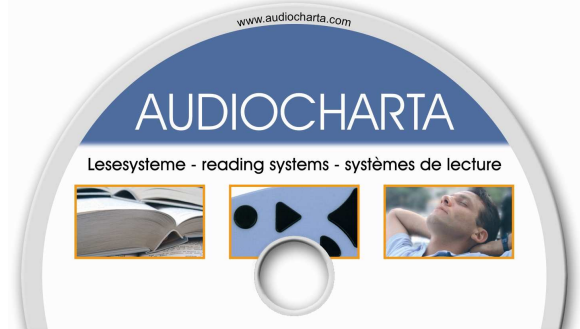 www.audiocharta.com
AUDIOCHARTA
Lesesysteme - reading systems - systèmes de lecture